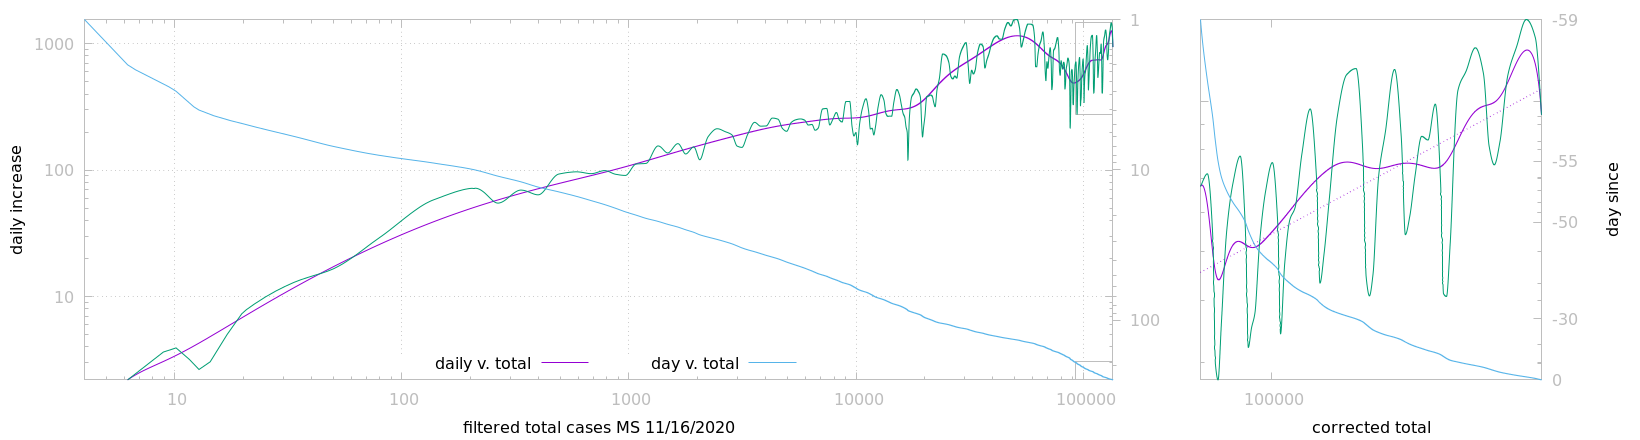 1000
100
10
daily increase
10
100
1000
10000
100000
filtered total cases MS 11/16/2020
daily v. total
day v. total
1
10
100
100000
corrected total
-59
-55
-50
-30
0
day since